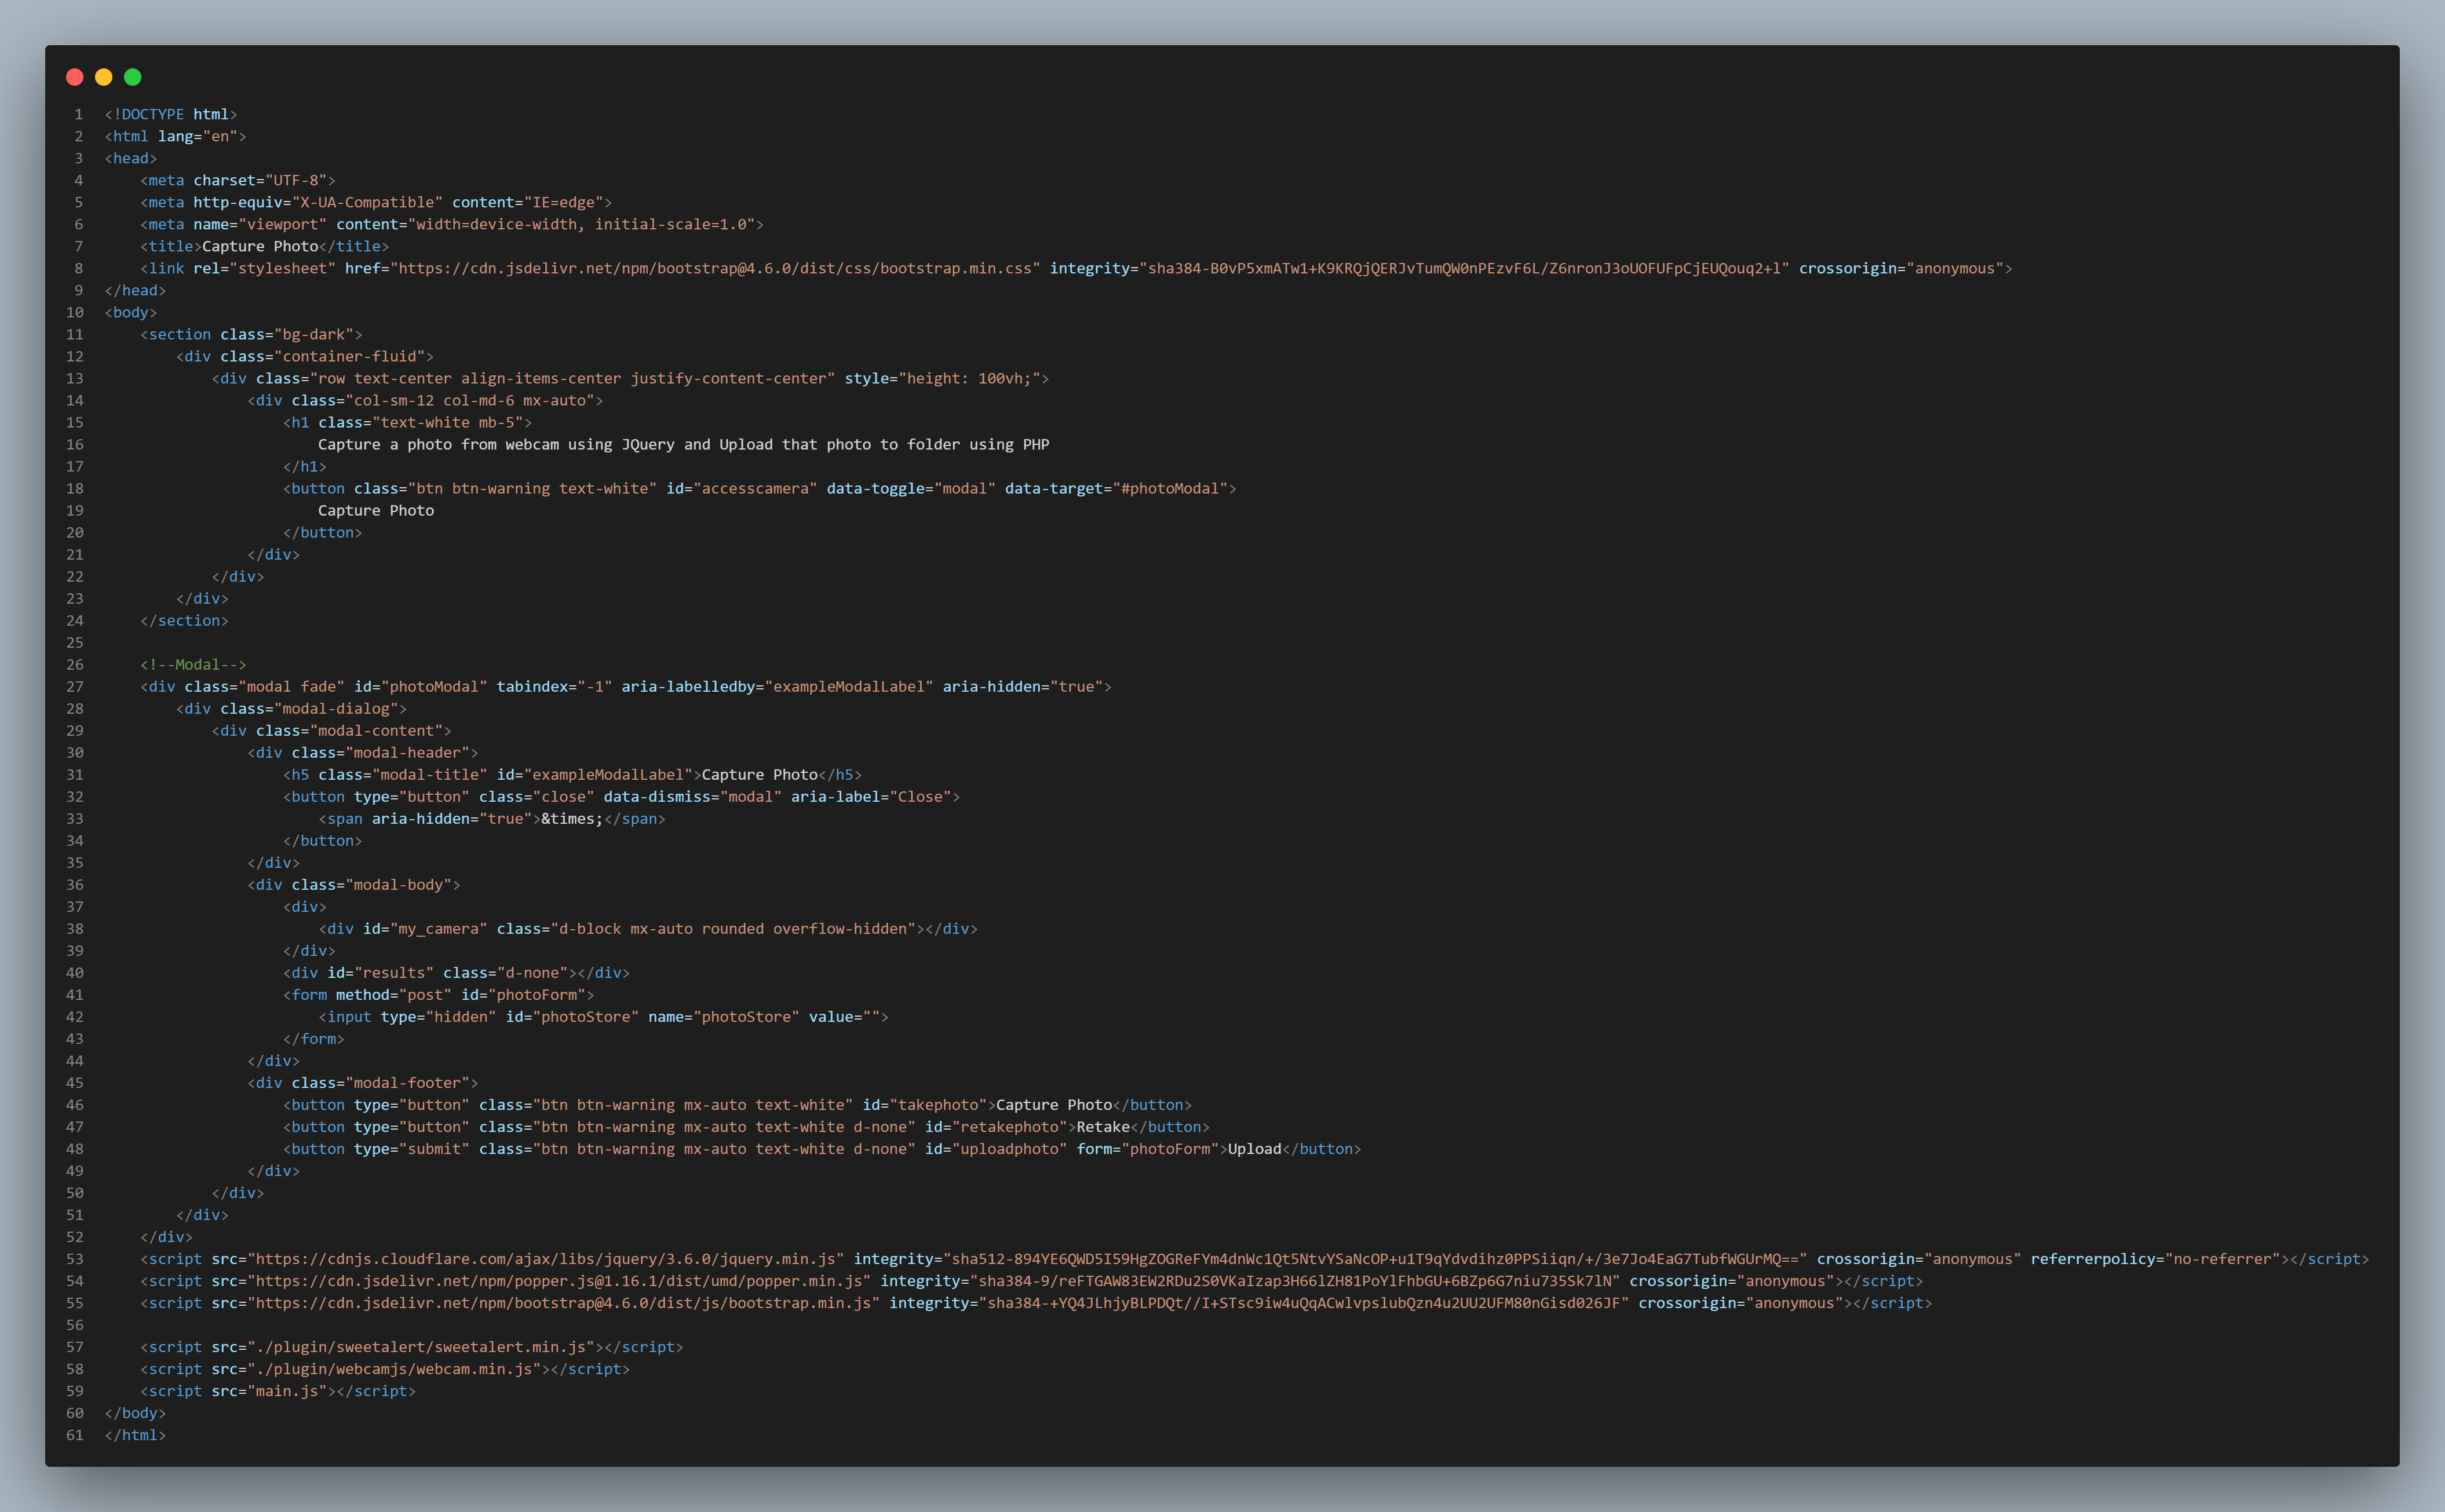 1 <!DOCTYPE html>
2 <html lang="en">
3 <head>
4     <meta charset="UTF-8">
5     <meta http-equiv="X-UA-Compatible" content="IE=edge">
6     <meta name="viewport" content="width=device-width, initial-scale=1.0">
7     <title>Capture Photo</title>
8     <link rel="stylesheet" href="https://cdn.jsdelivr.net/npm/bootstrap@4.6.0/dist/css/bootstrap.min.css" integrity="sha384-B0vP5xmATw1+K9KRQjQERJvTumQW0nPEzvF6L/Z6nronJ3oUOFUFpCjEUQouq2+l" crossorigin="anonymous">
9 </head>
10 <body>
11     <section class="bg-dark">
12         <div class="container-fluid">
13             <div class="row text-center align-items-center justify-content-center" style="height: 100vh;">
14                 <div class="col-sm-12 col-md-6 mx-auto">
15                     <h1 class="text-white mb-5">
16                         Capture a photo from webcam using JQuery and Upload that photo to folder using PHP
17                     </h1>
18                     <button class="btn btn-warning text-white" id="accesscamera" data-toggle="modal" data-target="#photoModal">
19                         Capture Photo
20                     </button>
21                 </div>
22             </div>
23         </div>
24     </section>
25
26     <!--Modal-->
27     <div class="modal fade" id="photoModal" tabindex="-1" aria-labelledby="exampleModalLabel" aria-hidden="true">
28         <div class="modal-dialog">
29             <div class="modal-content">
30                 <div class="modal-header">
31                     <h5 class="modal-title" id="exampleModalLabel">Capture Photo</h5>
32                     <button type="button" class="close" data-dismiss="modal" aria-label="Close">
33                         <span aria-hidden="true">&times;</span>
34                     </button>
35                 </div>
36                 <div class="modal-body">
37                     <div>
38                         <div id="my_camera" class="d-block mx-auto rounded overflow-hidden"></div>
39                     </div>
40                     <div id="results" class="d-none"></div>
41                     <form method="post" id="photoForm">
42                         <input type="hidden" id="photoStore" name="photoStore" value="">
43                     </form>
44                 </div>
45                 <div class="modal-footer">
46                     <button type="button" class="btn btn-warning mx-auto text-white" id="takephoto">Capture Photo</button>
47                     <button type="button" class="btn btn-warning mx-auto text-white d-none" id="retakephoto">Retake</button>
48                     <button type="submit" class="btn btn-warning mx-auto text-white d-none" id="uploadphoto" form="photoForm">Upload</button>
49                 </div>
50             </div>
51         </div>
52     </div>
53     <script src="https://cdnjs.cloudflare.com/ajax/libs/jquery/3.6.0/jquery.min.js" integrity="sha512-894YE6QWD5I59HgZOGReFYm4dnWc1Qt5NtvYSaNcOP+u1T9qYdvdihz0PPSiiqn/+/3e7Jo4EaG7TubfWGUrMQ==" crossorigin="anonymous" referrerpolicy="no-referrer"></script>
54     <script src="https://cdn.jsdelivr.net/npm/popper.js@1.16.1/dist/umd/popper.min.js" integrity="sha384-9/reFTGAW83EW2RDu2S0VKaIzap3H66lZH81PoYlFhbGU+6BZp6G7niu735Sk7lN" crossorigin="anonymous"></script>
55     <script src="https://cdn.jsdelivr.net/npm/bootstrap@4.6.0/dist/js/bootstrap.min.js" integrity="sha384-+YQ4JLhjyBLPDQt//I+STsc9iw4uQqACwlvpslubQzn4u2UU2UFM80nGisd026JF" crossorigin="anonymous"></script>
56
57     <script src="./plugin/sweetalert/sweetalert.min.js"></script>
58     <script src="./plugin/webcamjs/webcam.min.js"></script>
59     <script src="main.js"></script>
60 </body>
61 </html>